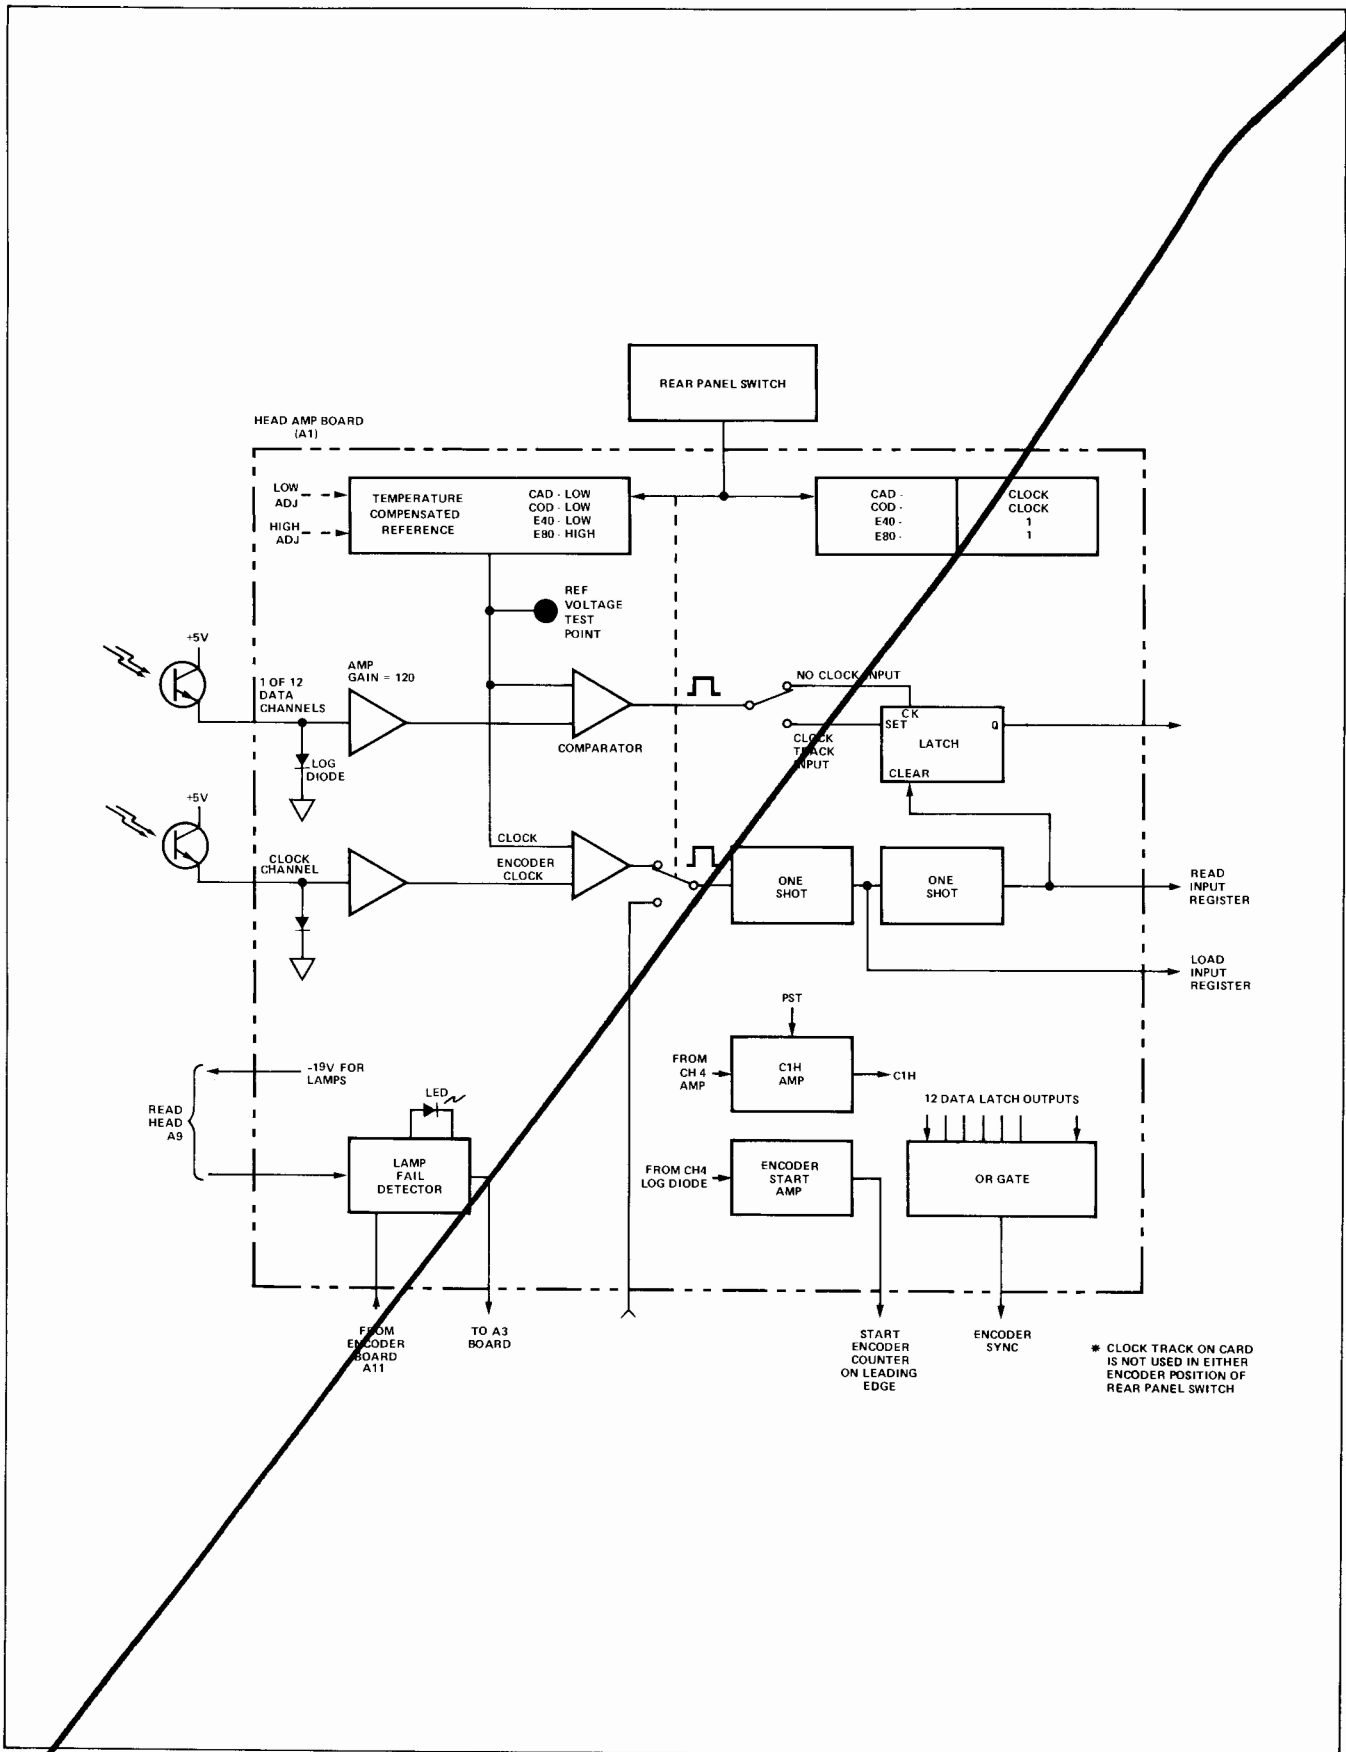 REAR PANEL SWITCH
HEAD AMP BOARD
(A1)
LOW
ADJ
HIGH
ADJ
TEMPERATURE
COMPENSATED
REFERENCE
CAD - LOW
COD - LOW
E40 - LOW
E80 - HIGH
CAD -
COD -
E40 -
E80 -
CLOCK
CLOCK
1
1
REF
VOLTAGE
TEST
POINT
+5V
1 OF 12
DATA
CHANNELS
AMP
GAIN = 120
LOG
DIODE
COMPARATOR
NO CLOCK INPUT
CLOCK
TRACK
INPUT
CK
SET
Q
LATCH
CLEAR
+5V
CLOCK
CHANNEL
CLOCK
ENCODER
CLOCK
ONE
SHOT
ONE
SHOT
READ
INPUT
REGISTER
LOAD
INPUT
REGISTER
PST
FROM
CH 4
AMP
C1H
AMP
C1H
-19V FOR
LAMPS
READ
HEAD
A9
LED
LAMP
FAIL
DETECTOR
FROM CH4
LOG DIODE
ENCODER
START
AMP
12 DATA LATCH OUTPUTS
OR GATE
FROM
ENCODER
BOARD
A11
TO A3
BOARD
START
ENCODER
COUNTER
ON LEADING
EDGE
ENCODER
SYNC
* CLOCK TRACK ON CARD
IS NOT USED IN EITHER
ENCODER POSITION OF
REAR PANEL SWITCH